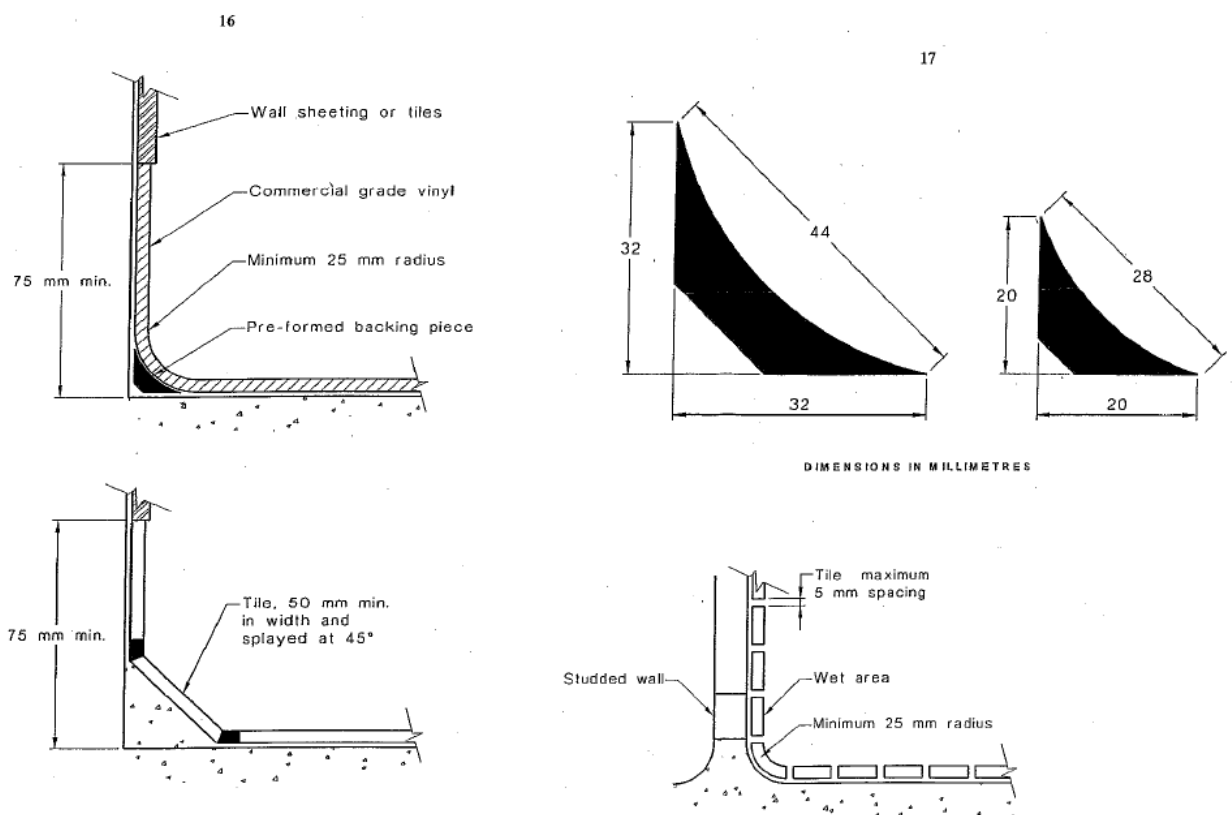 16
Wall sheeting or tiles
Commercial grade vinyl
75 mm min.
Minimum 25 mm radius
Pre-formed backing piece
Tile, 50 mm min.
in width and
splayed at 45°
75 mm min.
17
32
44
32
20
28
20
DIMENSIONS IN MILLIMETRES
Tile maximum
5 mm spacing
Studded wall
Wet area
Minimum 25 mm radius